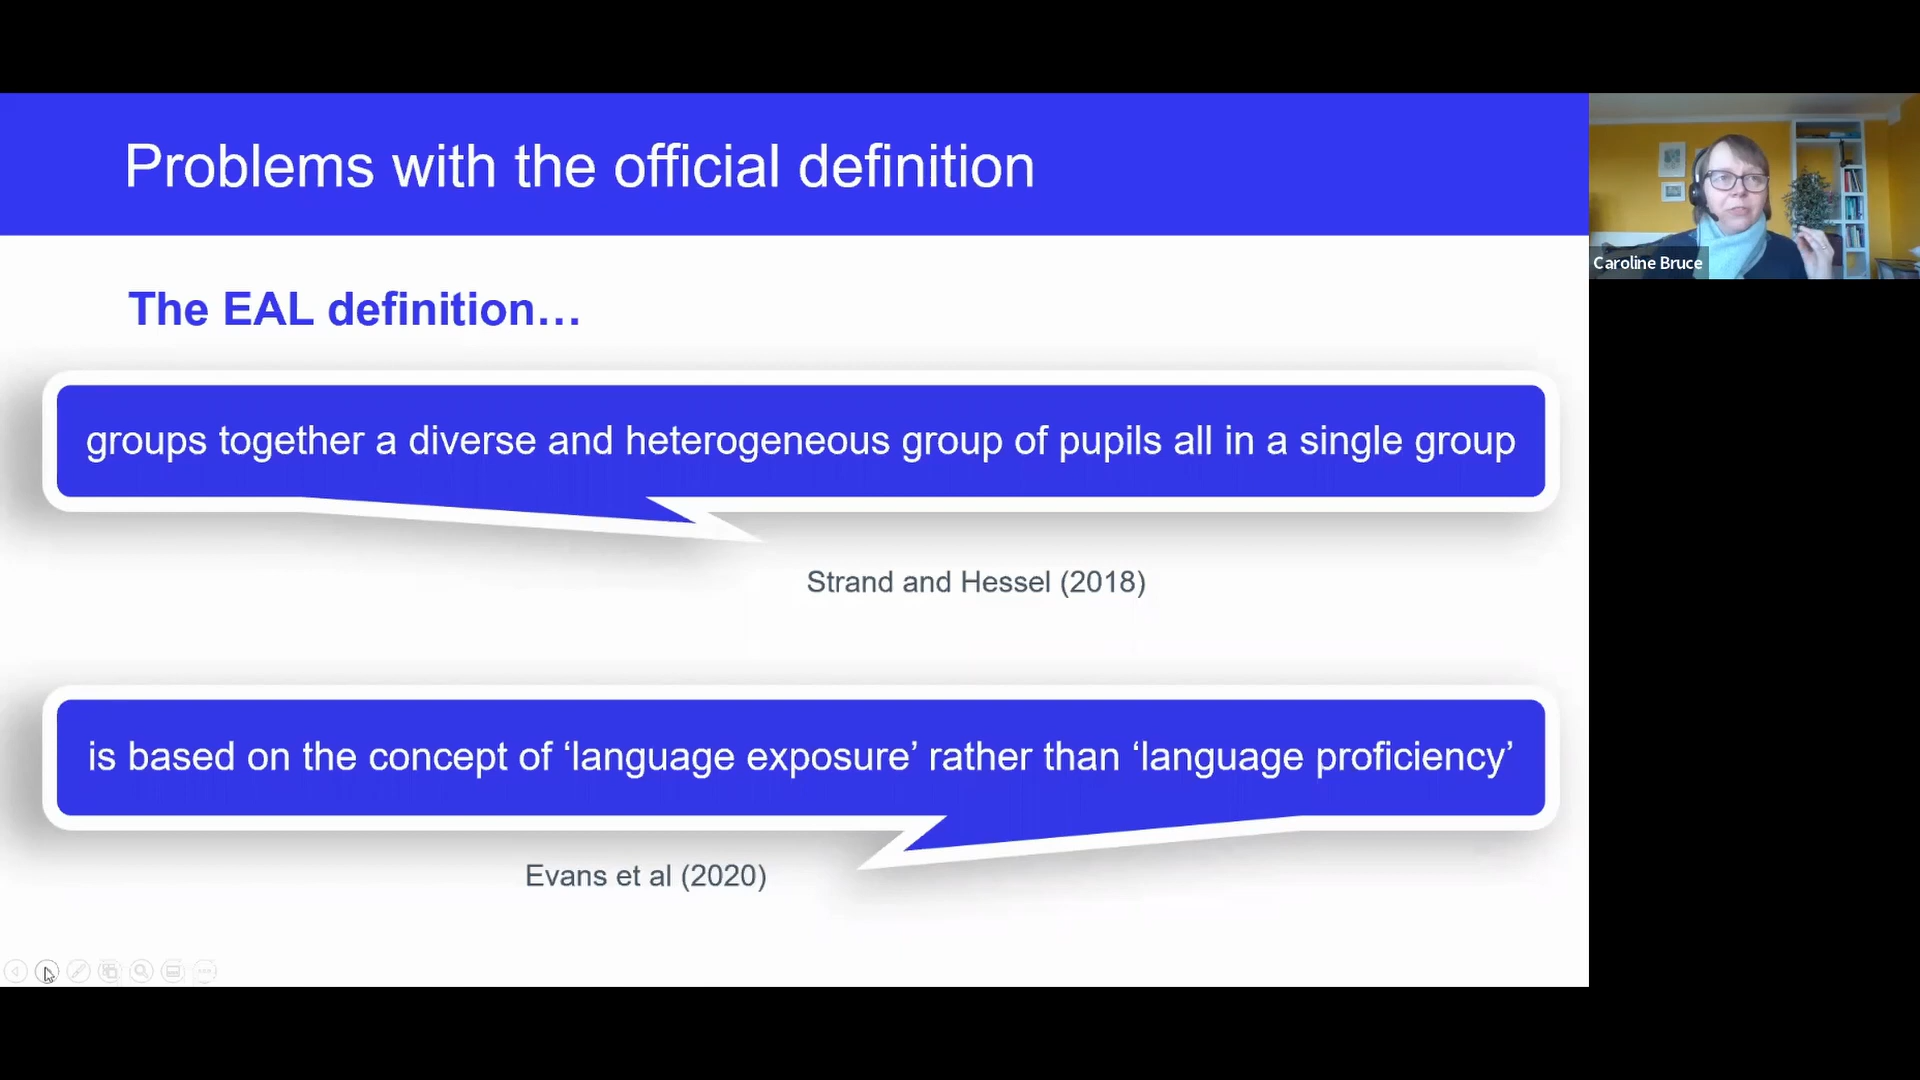 Problems with the official definition
Caroline Bruce
The EAL definition…
groups together a diverse and heterogeneous group of pupils all in a single group
Strand and Hessel (2018)
is based on the concept of ‘language exposure’ rather than ‘language proficiency’
Evans et al (2020)